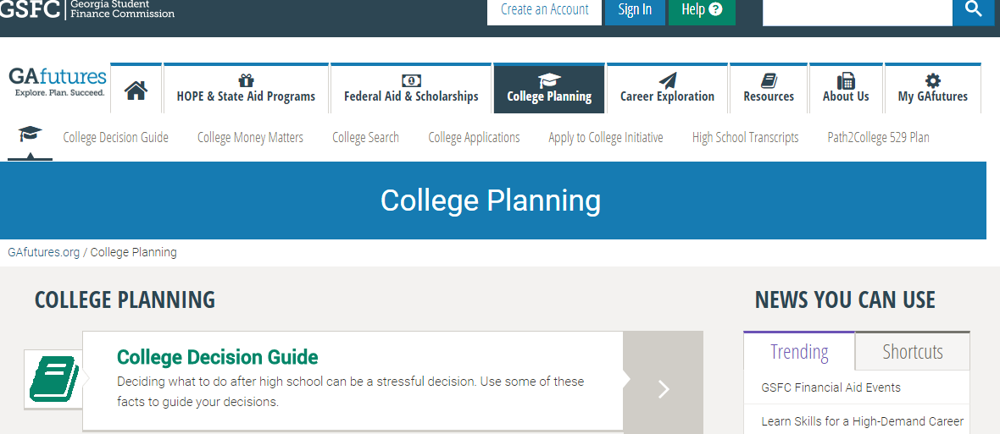 GSFC
Georgia Student
Finance Commission
Create an Account
Sign In
Help ?
GAfutures
Explore. Plan. Succeed.
HOPE & State Aid Programs
Federal Aid & Scholarships
College Planning
Career Exploration
Resources
About Us
My GAfutures
College Decision Guide
College Money Matters
College Search
College Applications
Apply to College Initiative
High School Transcripts
Path2College 529 Plan
College Planning
GAfutures.org / College Planning
COLLEGE PLANNING
College Decision Guide
Deciding what to do after high school can be a stressful decision. Use some of these
facts to guide your decisions.
NEWS YOU CAN USE
Trending
Shortcuts
GSFC Financial Aid Events
Learn Skills for a High-Demand Career